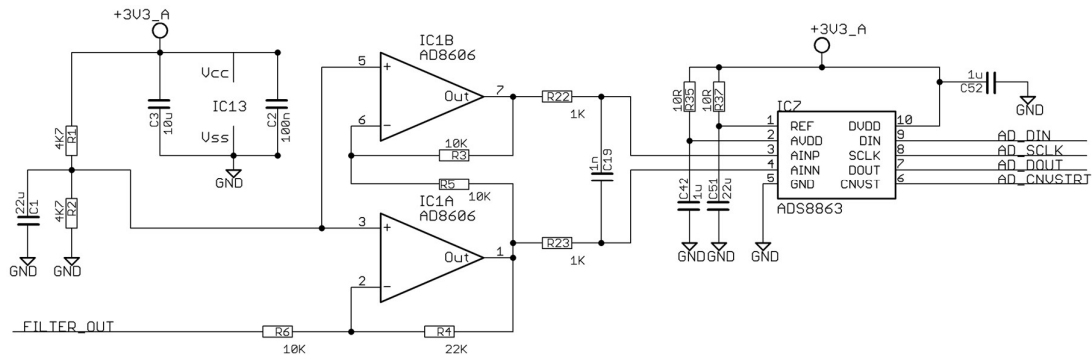 +3V3_A
Vcc
IC13
Vss
C3
10u
C2
100n
GND
4K7
R1
4K7
R2
22u
C1
GND
GND
FILTER_OUT
R6
10K
R4
22K
IC1B
AD8606
5
+
6
−
Out
7
10K
R3
R5
10K
IC1A
AD8606
3
+
2
−
Out
1
R22
1K
R23
1K
1n
C19
+3V3_A
10R
R35
10R
R37
1u
C52
GND
C42
1u
C51
22u
GND
GND
GND
IC7
1 REF DVDD 10
2 AVDD DIN 9
3 AINP SCLK 8
4 AINN DOUT 7
5 GND CNVST 6
ADS8863
AD_DIN
AD_SCLK
AD_DOUT
AD_CNVSTRT